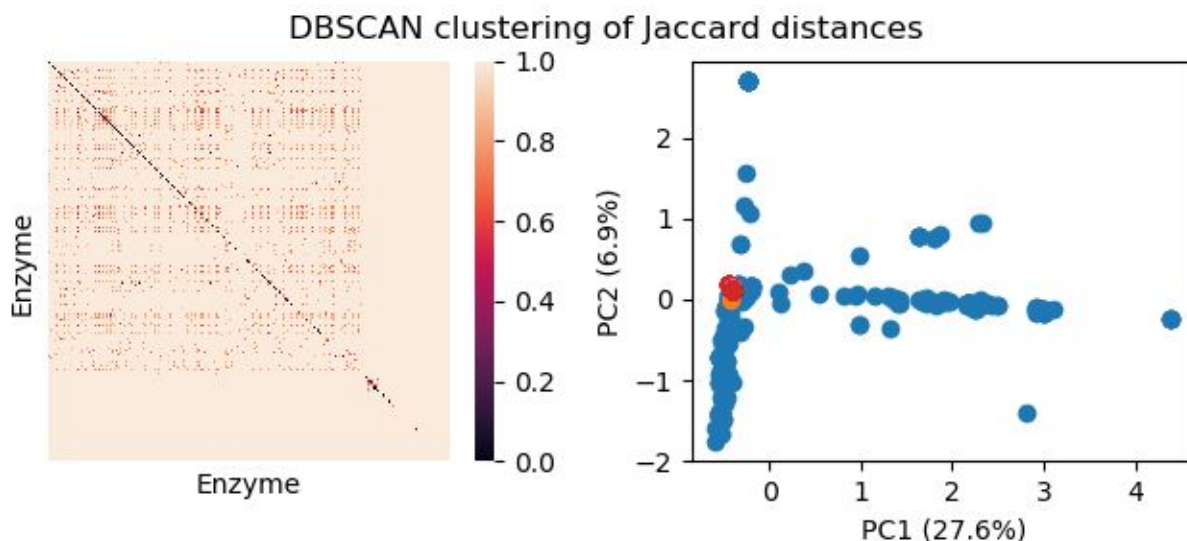 DBSCAN clustering of Jaccard distances
Enzyme
Enzyme
1.0
0.8
0.6
0.4
0.2
0.0
PC2 (6.9%)
2
1
0
−1
−2
0 1 2 3 4
PC1 (27.6%)